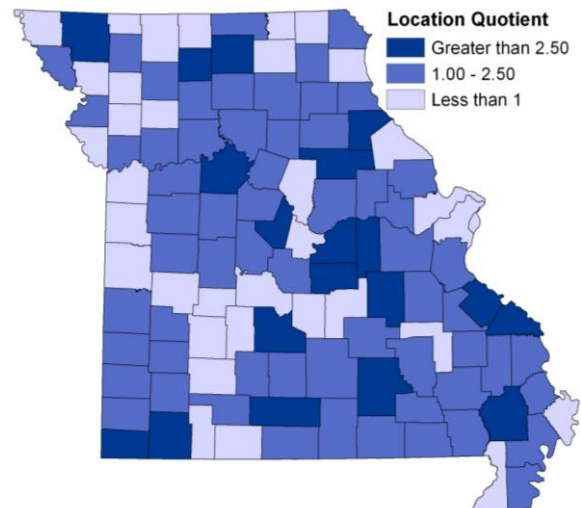 Location Quotient
Greater than 2.50
1.00 - 2.50
Less than 1